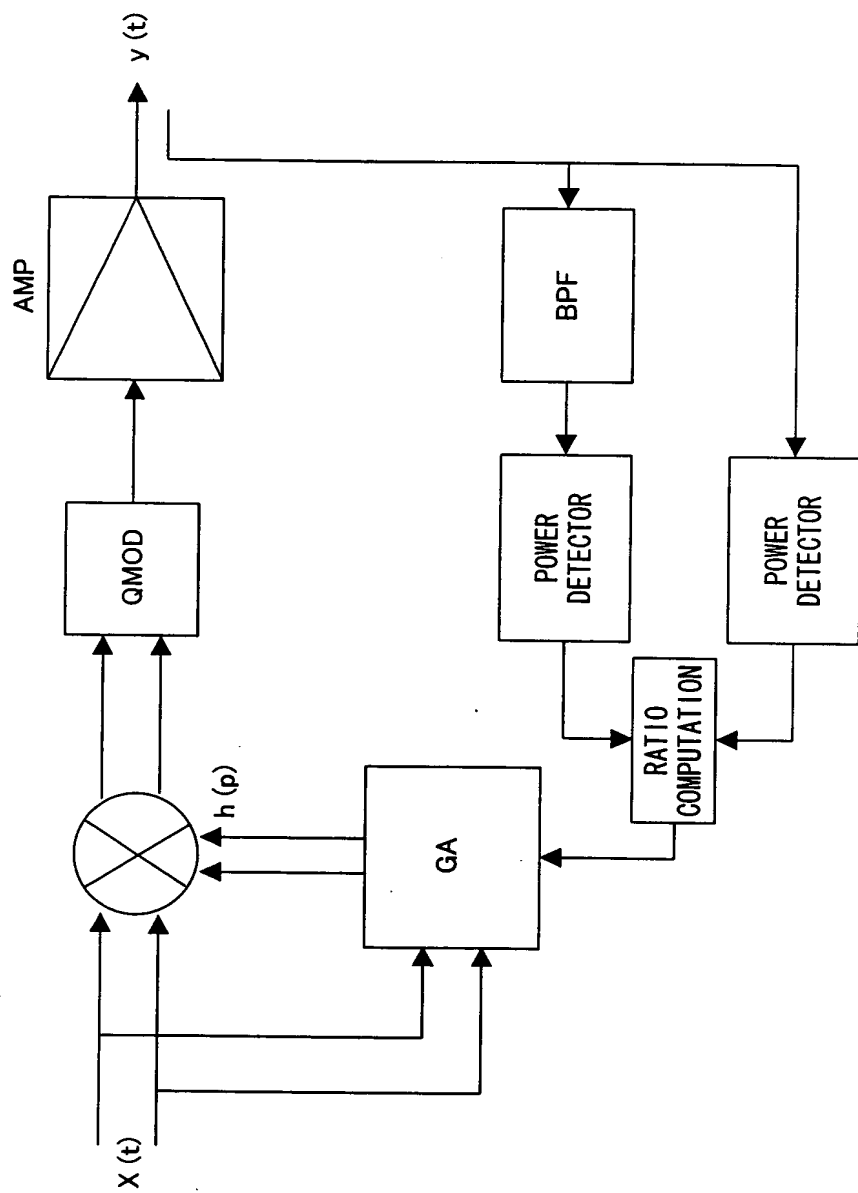 X(t)
h(p)
QMOD
AMP
y(t)
GA
POWER
DETECTOR
BPF
RATIO
COMPUTATION
POWER
DETECTOR